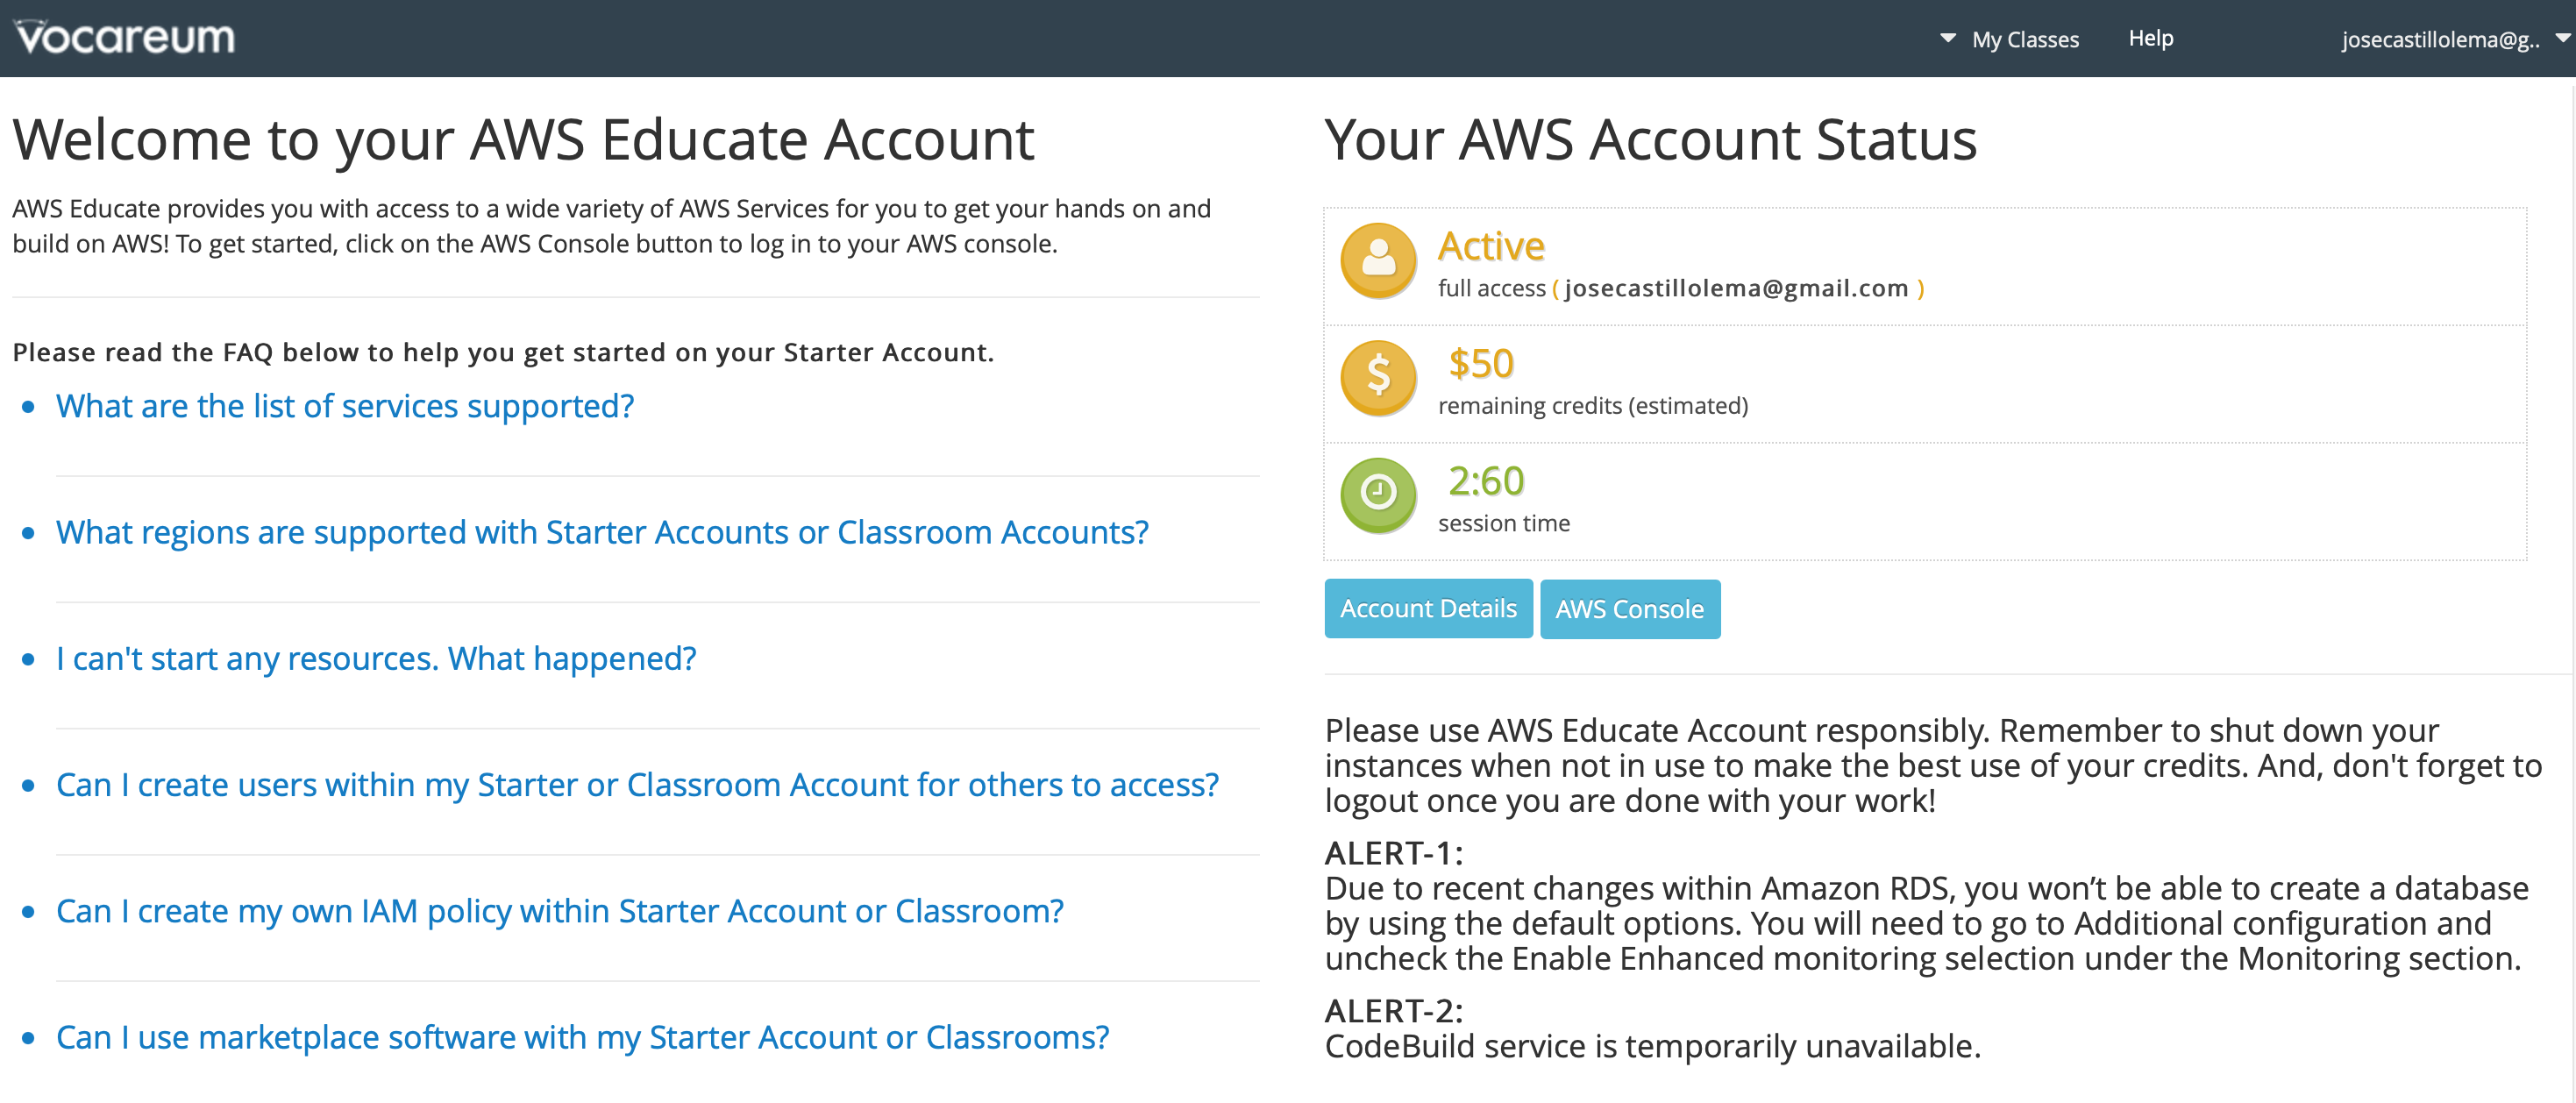 Vocareum
My Classes
Help
josecastillolema@g..
Welcome to your AWS Educate Account
AWS Educate provides you with access to a wide variety of AWS Services for you to get your hands on and
build on AWS! To get started, click on the AWS Console button to log in to your AWS console.
Please read the FAQ below to help you get started on your Starter Account.
What are the list of services supported?
What regions are supported with Starter Accounts or Classroom Accounts?
I can't start any resources. What happened?
Can I create users within my Starter or Classroom Account for others to access?
Can I create my own IAM policy within Starter Account or Classroom?
Can I use marketplace software with my Starter Account or Classrooms?
Your AWS Account Status
Active
full access ( josecastillolema@gmail.com )
$
$50
remaining credits (estimated)
2:60
session time
Account Details
AWS Console
Please use AWS Educate Account responsibly. Remember to shut down your
instances when not in use to make the best use of your credits. And, don't forget to
logout once you are done with your work!
ALERT-1:
Due to recent changes within Amazon RDS, you won’t be able to create a database
by using the default options. You will need to go to Additional configuration and
uncheck the Enable Enhanced monitoring selection under the Monitoring section.
ALERT-2:
CodeBuild service is temporarily unavailable.